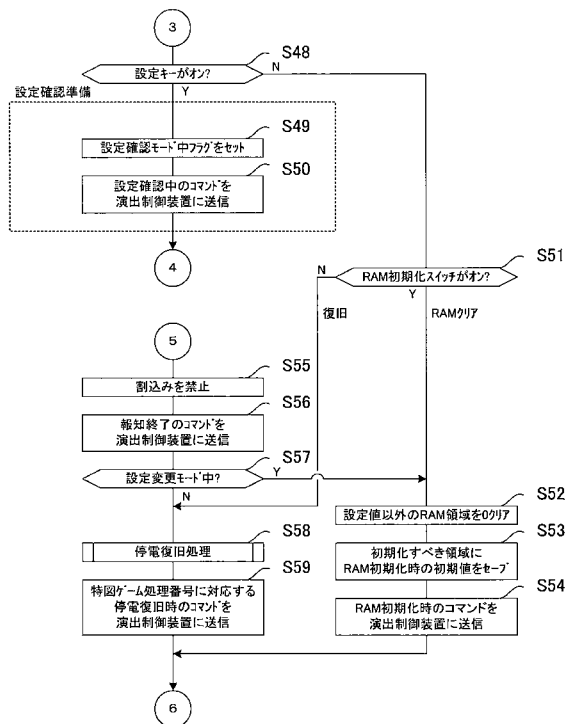 3
S48
設定キーがオン?
N
Y
設定確認準備
S49
設定確認モード中フラグをセット
S50
設定確認中のコマンドを
演出制御装置に送信
4
S51
RAM初期化スイッチがオン?
N
Y
復旧
RAMクリア
5
S55
割込みを禁止
S56
報知終了のコマンドを
演出制御装置に送信
S57
設定変更モード中?
Y
N
S52
設定値以外のRAM領域を0クリア
S53
初期化すべき領域に
RAM初期化時の初期値をセーブ
S54
RAM初期化時のコマンドを
演出制御装置に送信
S58
停電復旧処理
S59
特図ゲーム処理番号に対応する
停電復旧時のコマンドを
演出制御装置に送信
6